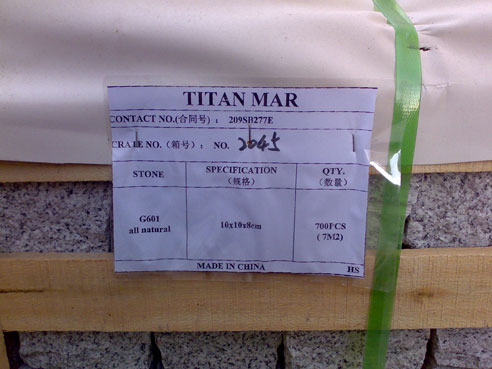 TITAN MAR
CONTACT NO.(合同号)： 209SB277E
CRATE NO.（箱号）： NO. 2045
STONE
SPECIFICATION
（规格）
QTY.
（数量）
G601
all natural
10x10x8cm
700PCS
( 7M2)
MADE IN CHINA
HS